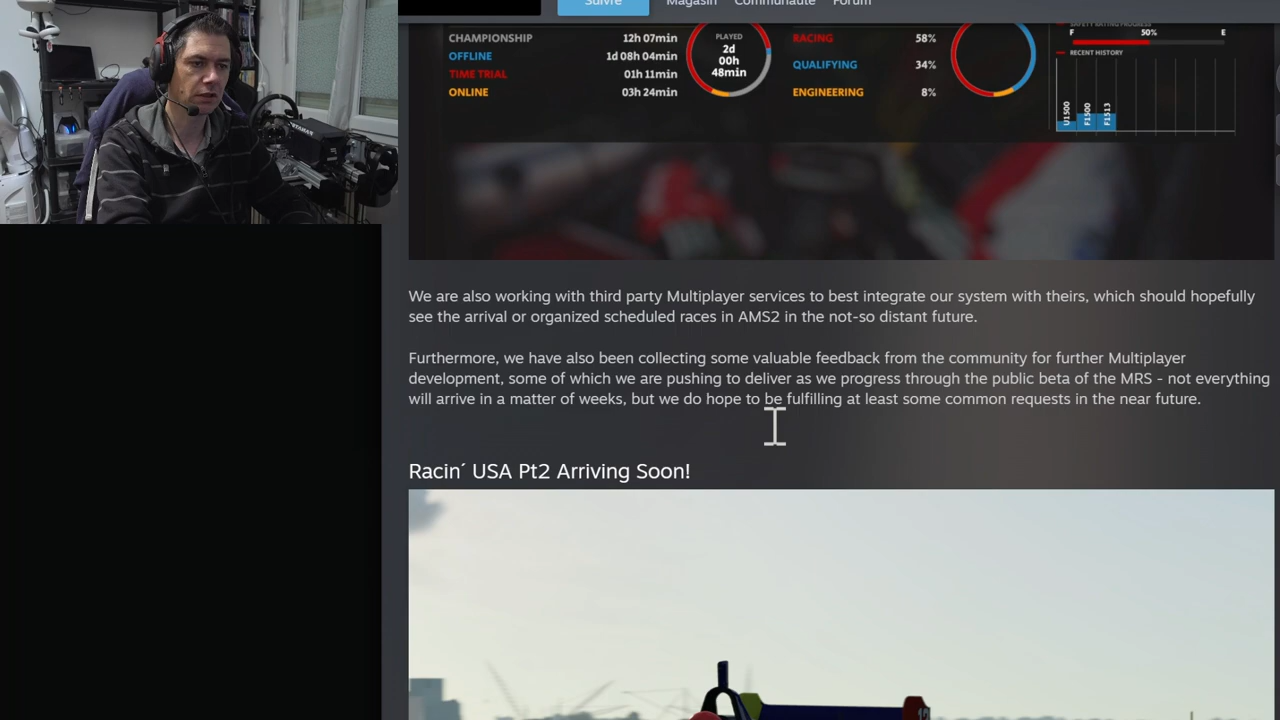 Suivre Magasin Communauté Forum
CHAMPIONSHIP 12h 07min
OFFLINE 1d 08h 04min
TIME TRIAL 01h 11min
ONLINE 03h 24min
PLAYED
2d
00h
48min
RACING 58%
QUALIFYING 34%
ENGINEERING 8%
SAFETY RATING PROGRESS
F 50% E
RECENT HISTORY
U1500
F1500
F1513
We are also working with third party Multiplayer services to best integrate our system with theirs, which should hopefully
see the arrival or organized scheduled races in AMS2 in the not-so distant future.
Furthermore, we have also been collecting some valuable feedback from the community for further Multiplayer
development, some of which we are pushing to deliver as we progress through the public beta of the MRS - not everything
will arrive in a matter of weeks, but we do hope to be fulfilling at least some common requests in the near future.
Racin´ USA Pt2 Arriving Soon!